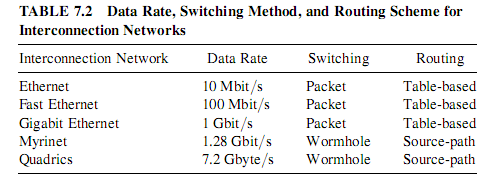 TABLE 7.2 Data Rate, Switching Method, and Routing Scheme for
Interconnection Networks
Interconnection Network Data Rate Switching Routing
Ethernet 10 Mbit/s Packet Table-based
Fast Ethernet 100 Mbit/s Packet Table-based
Gigabit Ethernet 1 Gbit/s Packet Table-based
Myrinet 1.28 Gbit/s Wormhole Source-path
Quadrics 7.2 Gbyte/s Wormhole Source-path